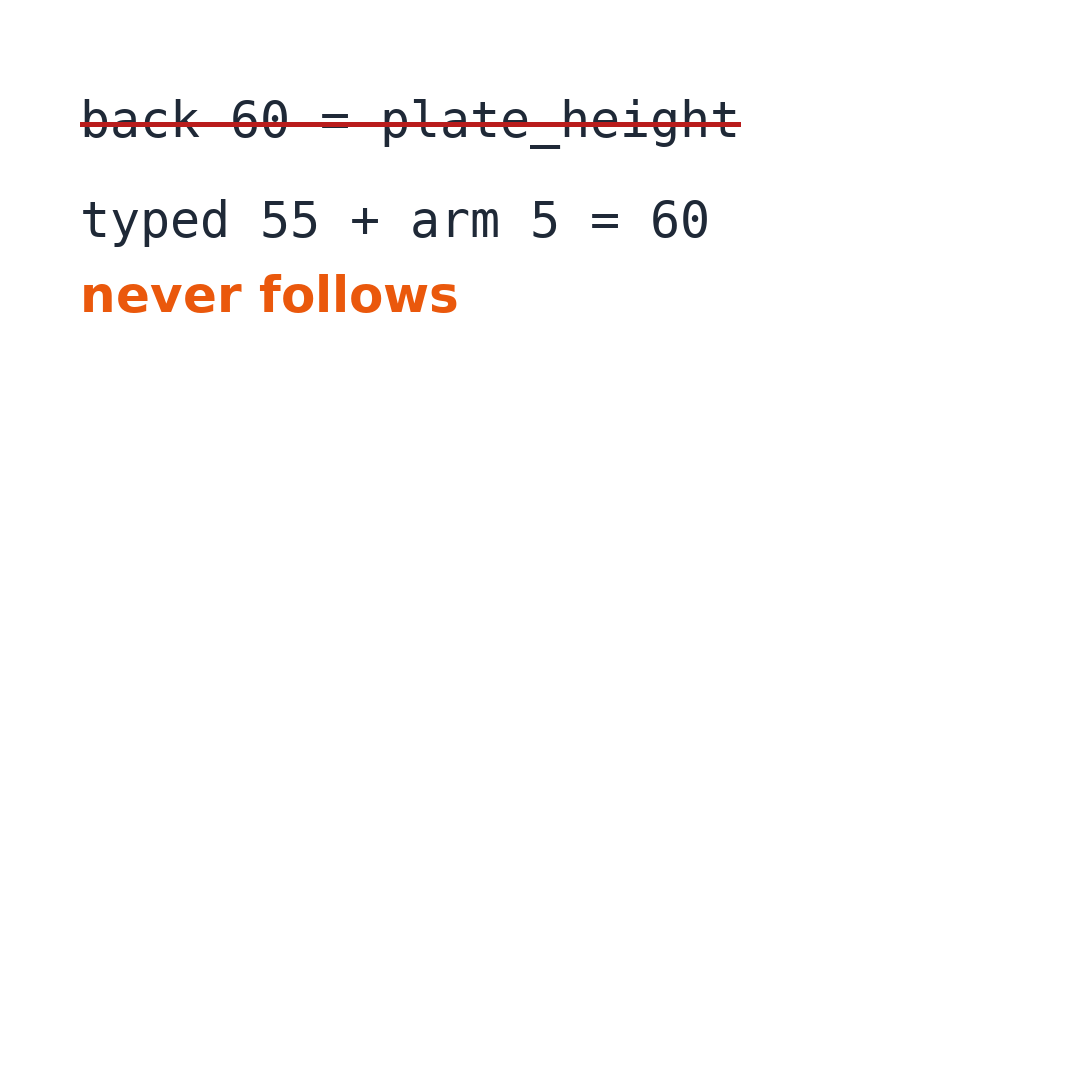 back 60 = plate_height
typed 55 + arm 5 = 60
never follows